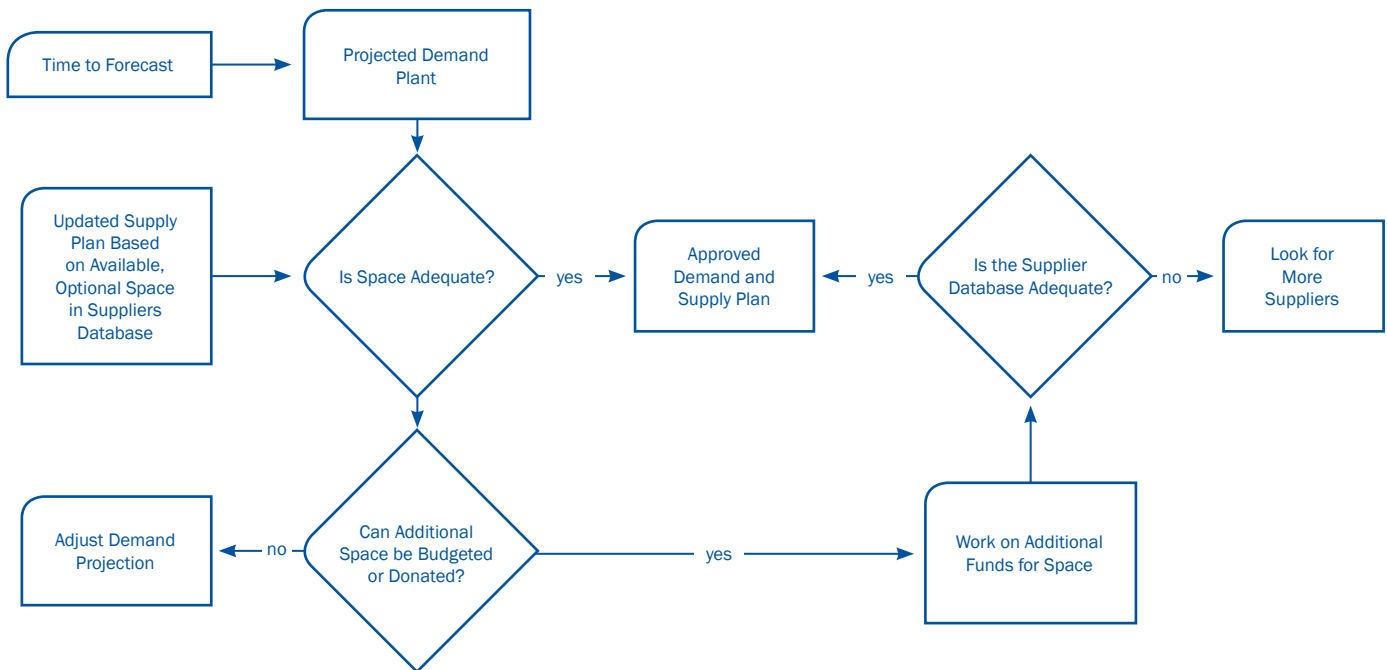 Time to Forecast
Projected Demand
Plant
Updated Supply
Plan Based
on Available,
Optional Space
in Suppliers
Database
Is Space Adequate?
yes
Approved
Demand and
Supply Plan
yes
Is the Supplier
Database Adequate?
no
Look for
More
Suppliers
Adjust Demand
Projection
no
Can Additional
Space be Budgeted
or Donated?
yes
Work on Additional
Funds for Space